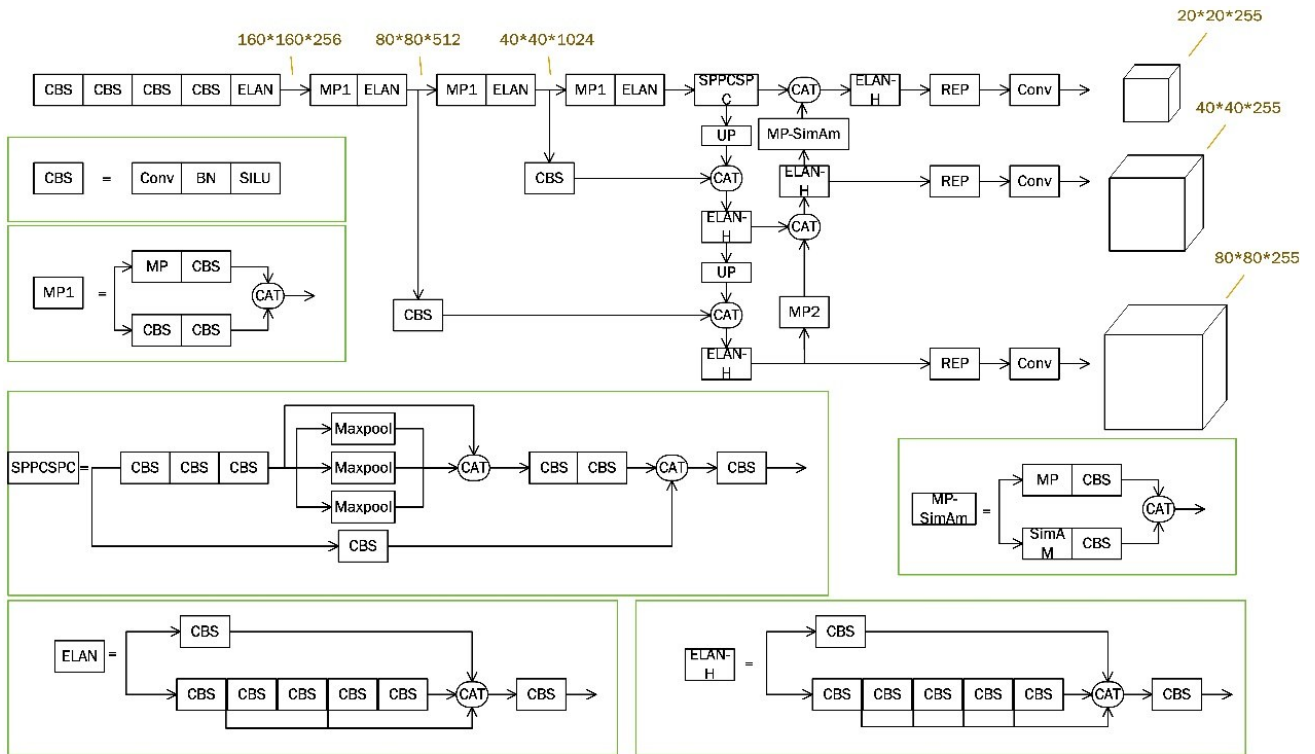 20*20*255
160*160*256 80*80*512 40*40*1024
CBS CBS CBS CBS ELAN MP1 ELAN MP1 ELAN MP1 ELAN SPPCSP
C CAT ELAN-
H REP Conv
40*40*255
UP MP-SimAm
CBS = Conv BN SILU
CBS CAT ELAN-
H REP Conv
ELAN-
H CAT
80*80*255
MP1 = MP CBS
CBS CBS
CAT
UP
CBS CAT MP2
ELAN-
H REP Conv
SPPCSPC= CBS CBS CBS Maxpool
Maxpool
Maxpool
CAT CBS CBS CAT CBS
CBS
MP-
SimAm = MP CBS
SimA
M CBS
CAT
ELAN = CBS
CBS CBS CBS CBS CBS CAT CBS
ELAN-
H = CBS
CBS CBS CBS CBS CBS CAT CBS